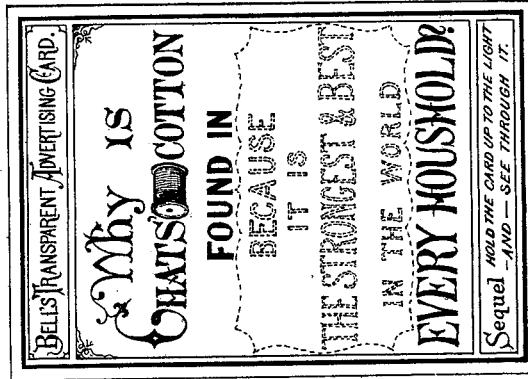 BELL'S TRANSPARENT ADVERTISING CARD.
Why IS
CHATS' COTTON
FOUND IN
BECAUSE
IT IS
THE STRONGEST & BEST
IN THE WORLD
EVERY HOUSHOLD?
Sequel HOLD THE CARD UP TO THE LIGHT
—AND— SEE THROUGH IT.